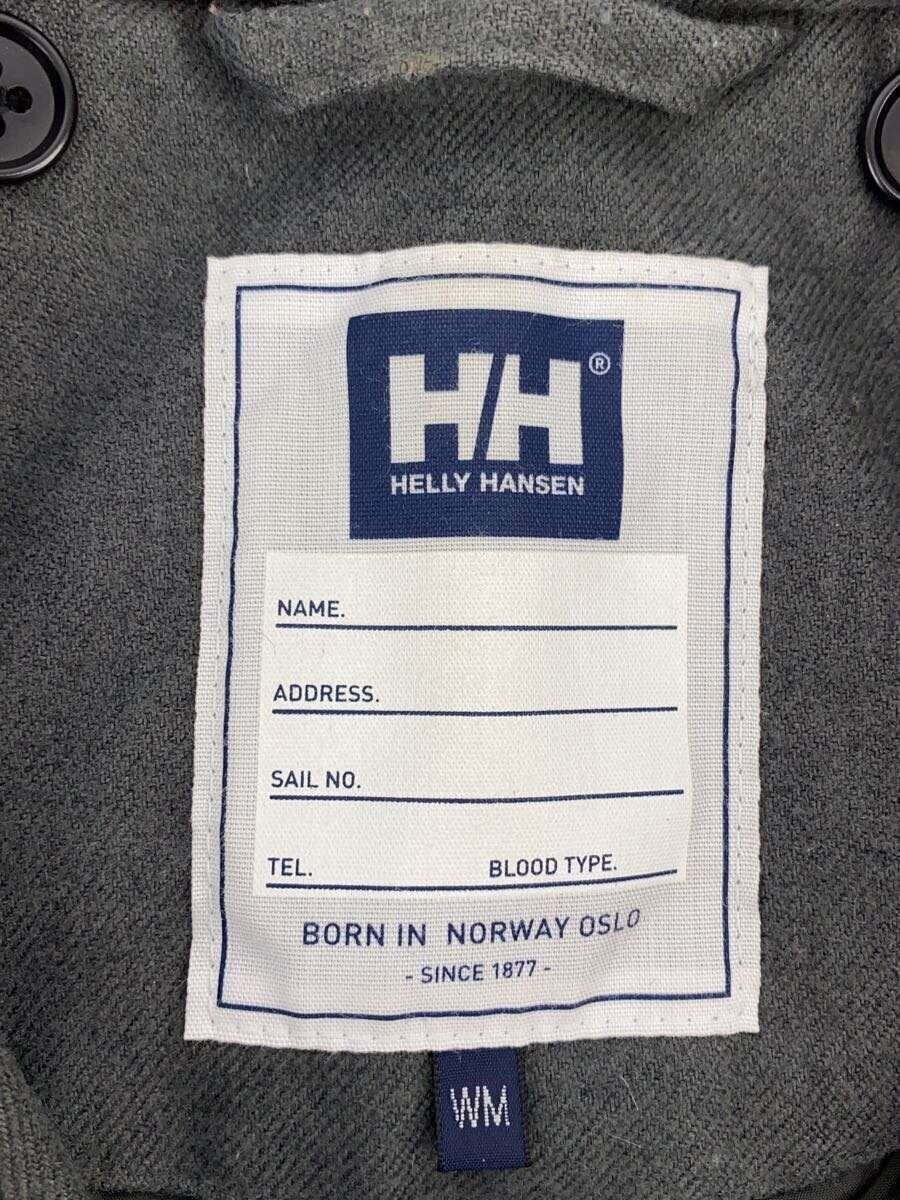 HH®
HELLY HANSEN
NAME.
ADDRESS.
SAIL NO.
TEL. BLOOD TYPE.
BORN IN NORWAY OSLO
- SINCE 1877 -
WM